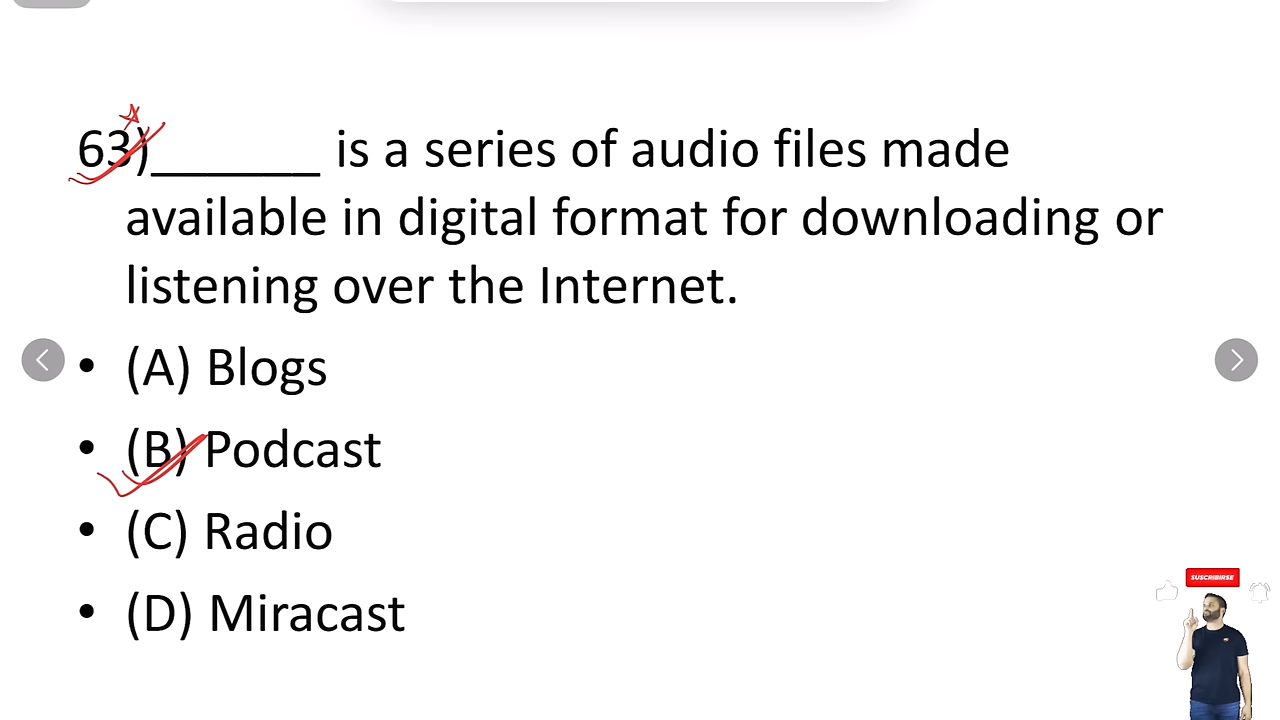 63)______ is a series of audio files made
available in digital format for downloading or
listening over the Internet.
• (A) Blogs
• (B) Podcast
• (C) Radio
• (D) Miracast
SUSCRIBIRSE